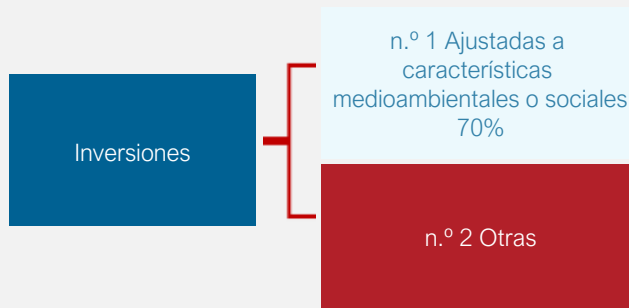 Inversiones
n.º 1 Ajustadas a
características
medioambientales o sociales
70%
n.º 2 Otras